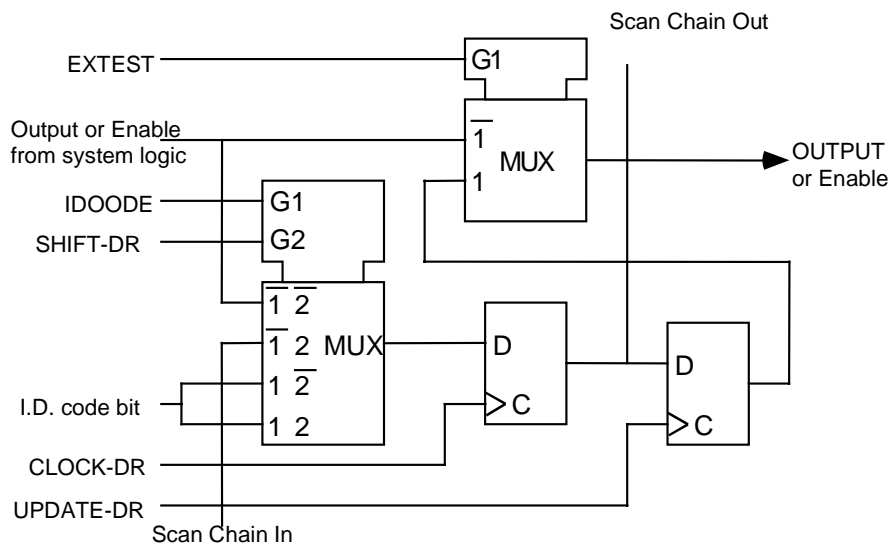 Scan Chain Out
EXTEST
G1
Output or Enable
from system logic
1
MUX
1
OUTPUT
or Enable
IDOODE
G1
SHIFT-DR
G2
1 2
1 2 MUX
D
D
1 2
I.D. code bit
1 2
C
C
CLOCK-DR
UPDATE-DR
Scan Chain In